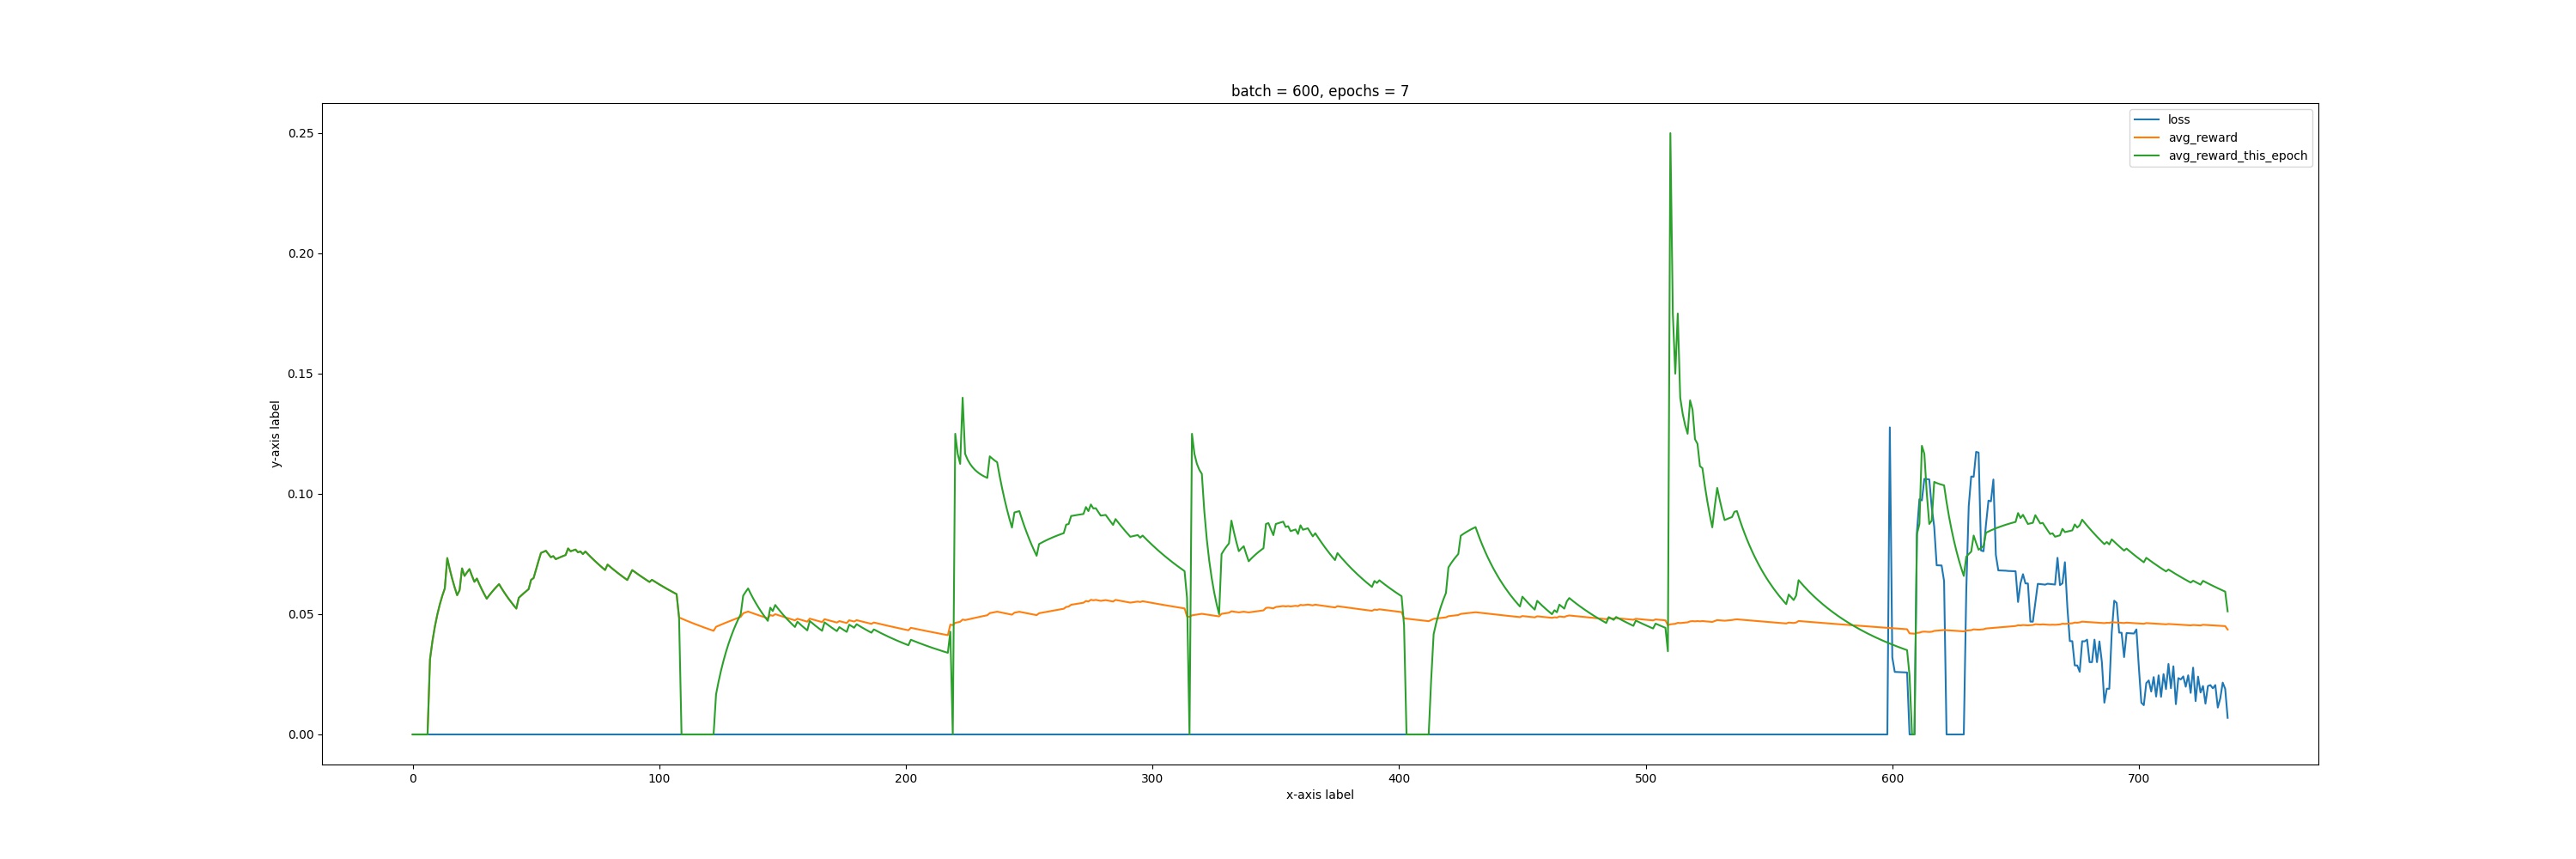 batch = 600, epochs = 7
loss
avg_reward
avg_reward_this_epoch
0.25
0.20
0.15
0.10
0.05
0.00
y-axis label
0 100 200 300 400 500 600 700
x-axis label